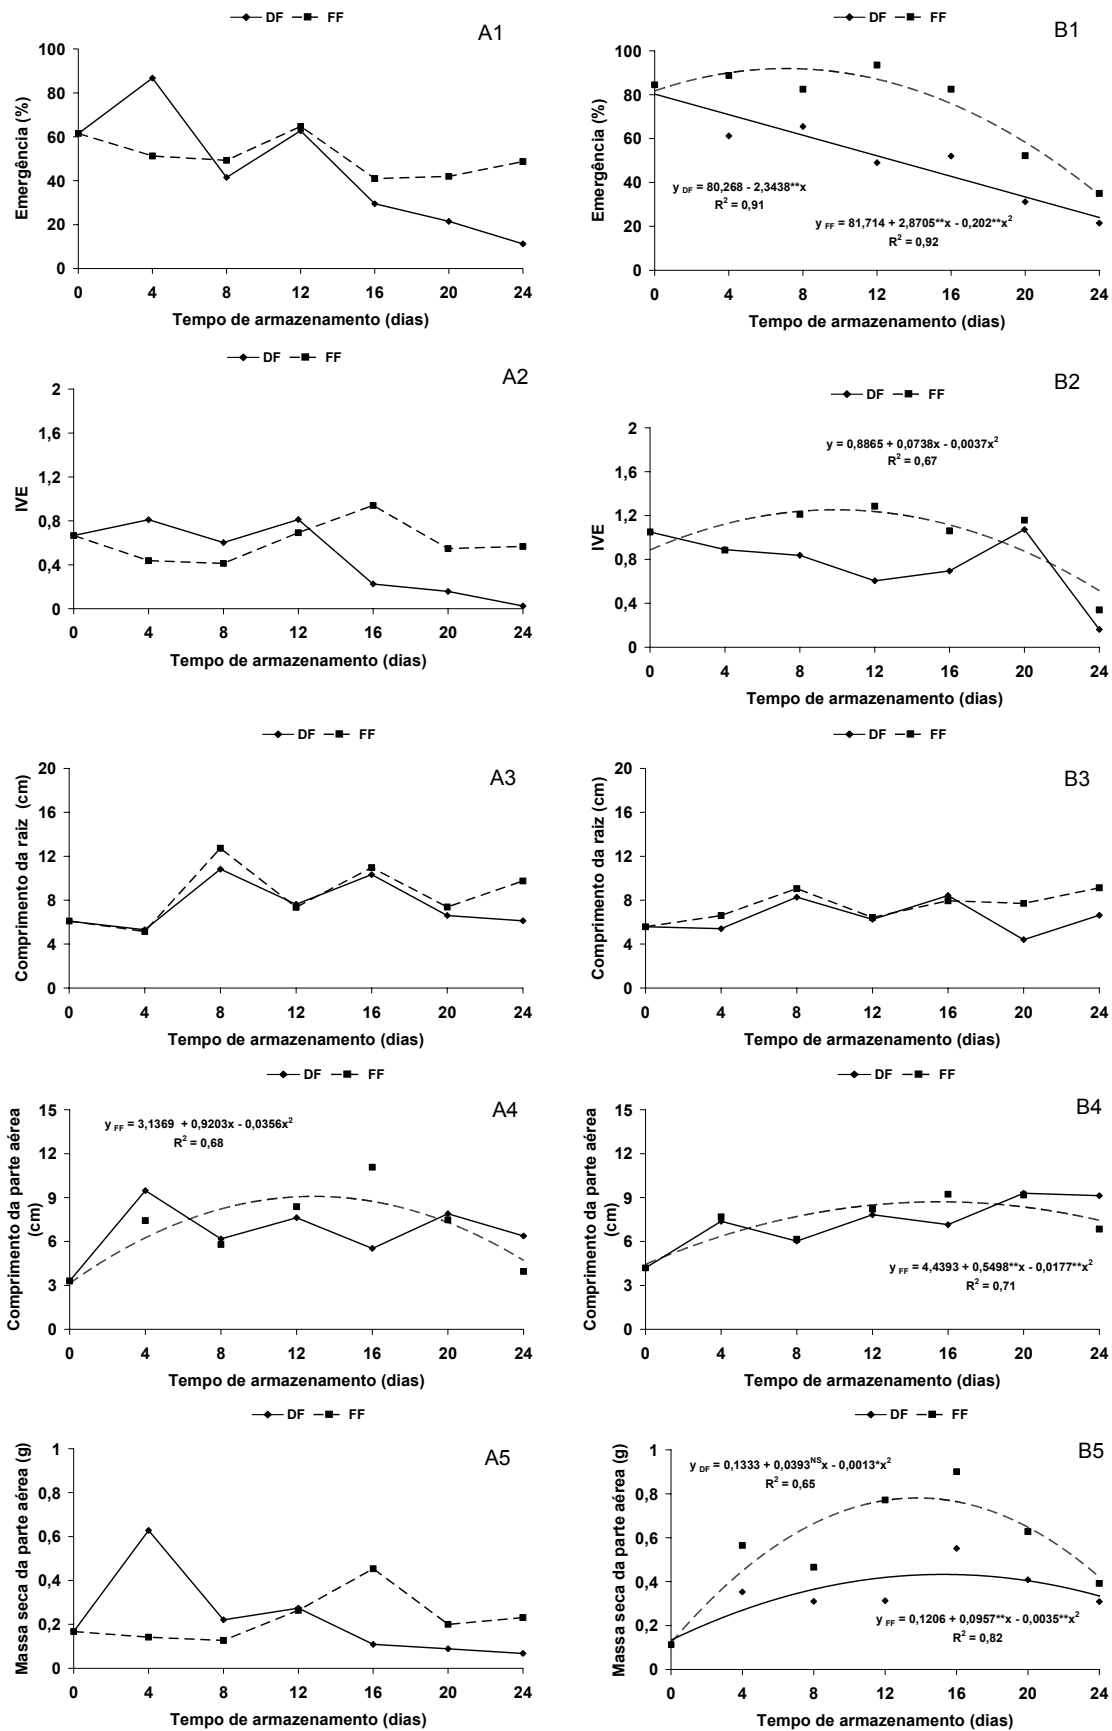 DF FF
A1
100
80
60
40
20
0
Emergência (%)
0 4 8 12 16 20 24
Tempo de armazenamento (dias)
DF FF
B1
100
80
60
40
20
0
Emergência (%)
y DF = 80,268 - 2,3438**x
R² = 0,91
y FF = 81,714 + 2,8705**x - 0,202**x²
R² = 0,92
0 4 8 12 16 20 24
Tempo de armazenamento (dias)
DF FF
A2
2
1,6
1,2
0,8
0,4
0
IVE
0 4 8 12 16 20 24
Tempo de armazenamento (dias)
B2
DF FF
2
1,6
1,2
0,8
0,4
0
IVE
y = 0,8865 + 0,0738x - 0,0037x²
R² = 0,67
0 4 8 12 16 20 24
Tempo de armazenamento (dias)
DF FF
A3
20
16
12
8
4
0
Comprimento da raiz (cm)
0 4 8 12 16 20 24
Tempo de armazenamento (dias)
DF FF
B3
20
16
12
8
4
0
Comprimento da raiz (cm)
0 4 8 12 16 20 24
Tempo de armazenamento (dias)
DF FF
A4
15
12
9
6
3
0
Comprimento da parte aérea
(cm)
y FF = 3,1369 + 0,9203x - 0,0356x²
R² = 0,68
0 4 8 12 16 20 24
Tempo de armazenamento (dias)
DF FF
B4
15
12
9
6
3
0
Comprimento da parte aérea
(cm)
y FF = 4,4393 + 0,5498**x - 0,0177**x²
R² = 0,71
0 4 8 12 16 20 24
Tempo de armazenamento (dias)
DF FF
A5
1
0,8
0,6
0,4
0,2
0
Massa seca da parte aérea (g)
0 4 8 12 16 20 24
Tempo de armazenamento (dias)
DF FF
B5
1
0,8
0,6
0,4
0,2
0
Massa seca da parte aérea (g)
y DF = 0,1333 + 0,0393ᴺˢx - 0,0013*x²
R² = 0,65
y FF = 0,1206 + 0,0957**x - 0,0035**x²
R² = 0,82
0 4 8 12 16 20 24
Tempo de armazenamento (dias)